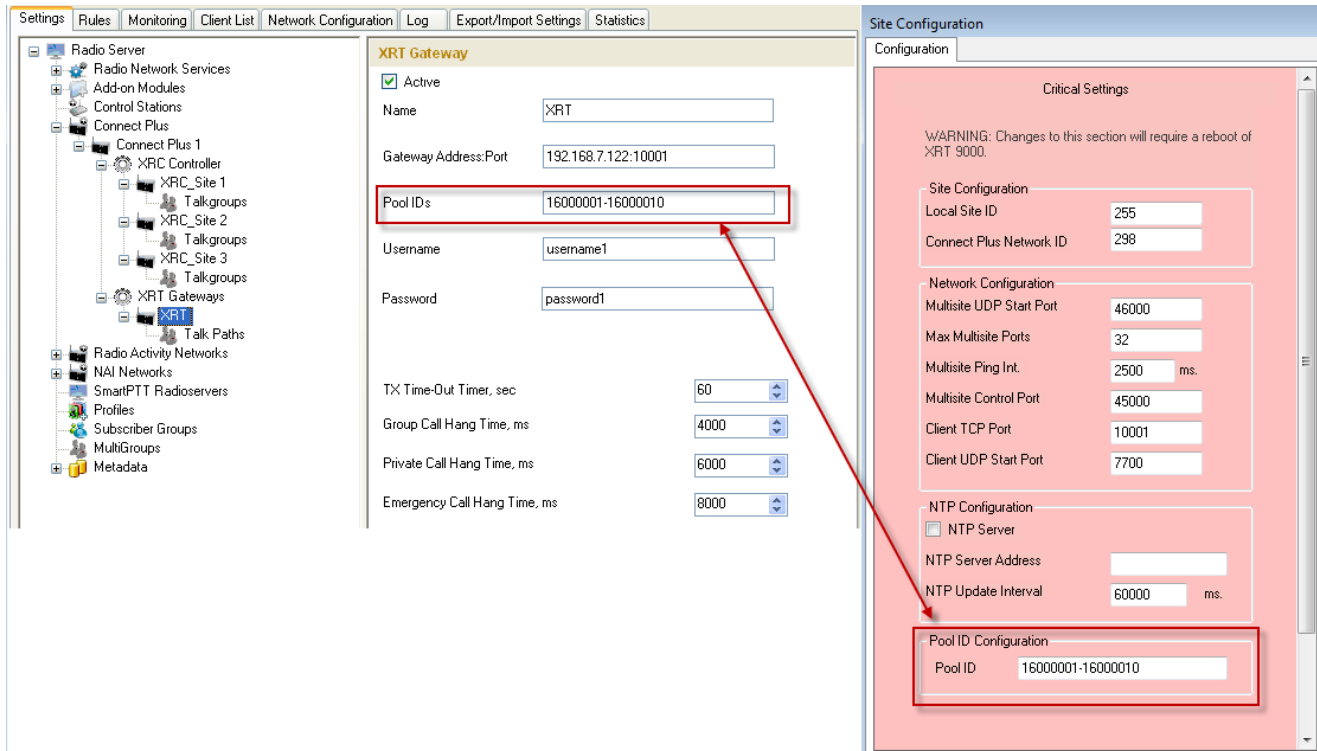 Settings Rules Monitoring Client List Network Configuration Log Export/Import Settings Statistics
Radio Server
Radio Network Services
Add-on Modules
Control Stations
Connect Plus
Connect Plus 1
XRC Controller
XRC_Site 1
Talkgroups
XRC_Site 2
Talkgroups
XRC_Site 3
Talkgroups
XRT Gateways
XRT
Talk Paths
Radio Activity Networks
NAI Networks
SmartPTT Radioservers
Profiles
Subscriber Groups
MultiGroups
Metadata
XRT Gateway
Active
Name XRT
Gateway Address:Port 192.168.7.122:10001
Pool IDs 16000001-16000010
Username username1
Password password1
TX Time-Out Timer, sec 60
Group Call Hang Time, ms 4000
Private Call Hang Time, ms 6000
Emergency Call Hang Time, ms 8000
Site Configuration
Configuration
Critical Settings
WARNING: Changes to this section will require a reboot of
XRT 9000.
Site Configuration
Local Site ID 255
Connect Plus Network ID 298
Network Configuration
Multisite UDP Start Port 46000
Max Multisite Ports 32
Multisite Ping Int. 2500 ms.
Multisite Control Port 45000
Client TCP Port 10001
Client UDP Start Port 7700
NTP Configuration
NTP Server
NTP Server Address
NTP Update Interval 60000 ms.
Pool ID Configuration
Pool ID 16000001-16000010